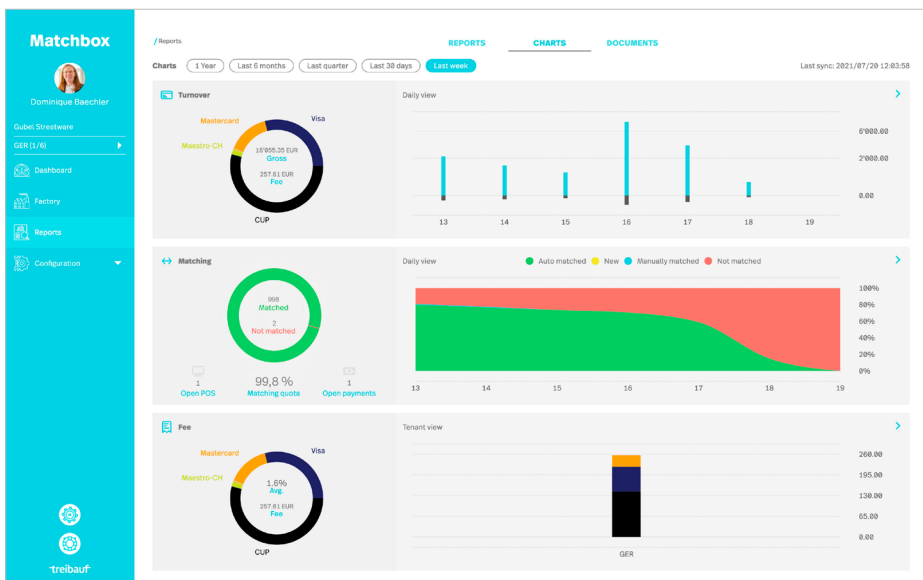 Matchbox
Dominique Baechler
Gubel Streetware
GER (1/6)
Dashboard
Factory
Reports
Configuration
treibauf
/ Reports
REPORTS CHARTS DOCUMENTS
Charts 1 Year Last 6 months Last quarter Last 30 days Last week
Last sync: 2021/07/20 12:03:58
Turnover
Mastercard
Visa
Maestro-CH
16'055.35 EUR
Gross
257.81 EUR
Fee
CUP
Daily view
6'000.00
2'000.00
0.00
13 14 15 16 17 18 19
Matching
998
Matched
2
Not matched
1
Open POS
99,8 %
Matching quota
1
Open payments
Daily view
Auto matched New Manually matched Not matched
100%
80%
60%
40%
20%
0%
13 14 15 16 17 18 19
Fee
Mastercard
Visa
Maestro-CH
1.6%
Avg.
257.81 EUR
Fee
CUP
Tenant view
260.00
195.00
130.00
65.00
0.00
GER